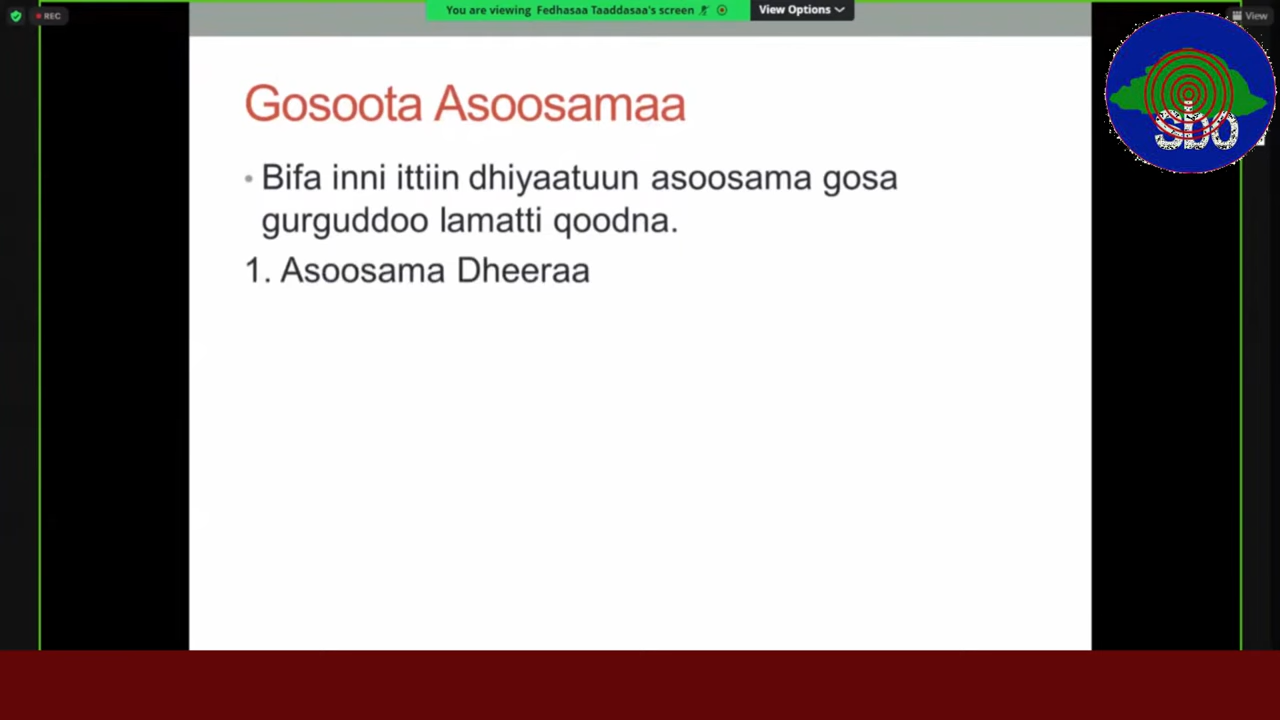 REC
You are viewing Fedhasaa Taaddasaa's screen
View Options
View
Gosoota Asoosamaa
• Bifa inni ittiin dhiyaatuun asoosama gosa
gurguddoo lamatti qoodna.
1. Asoosama Dheeraa